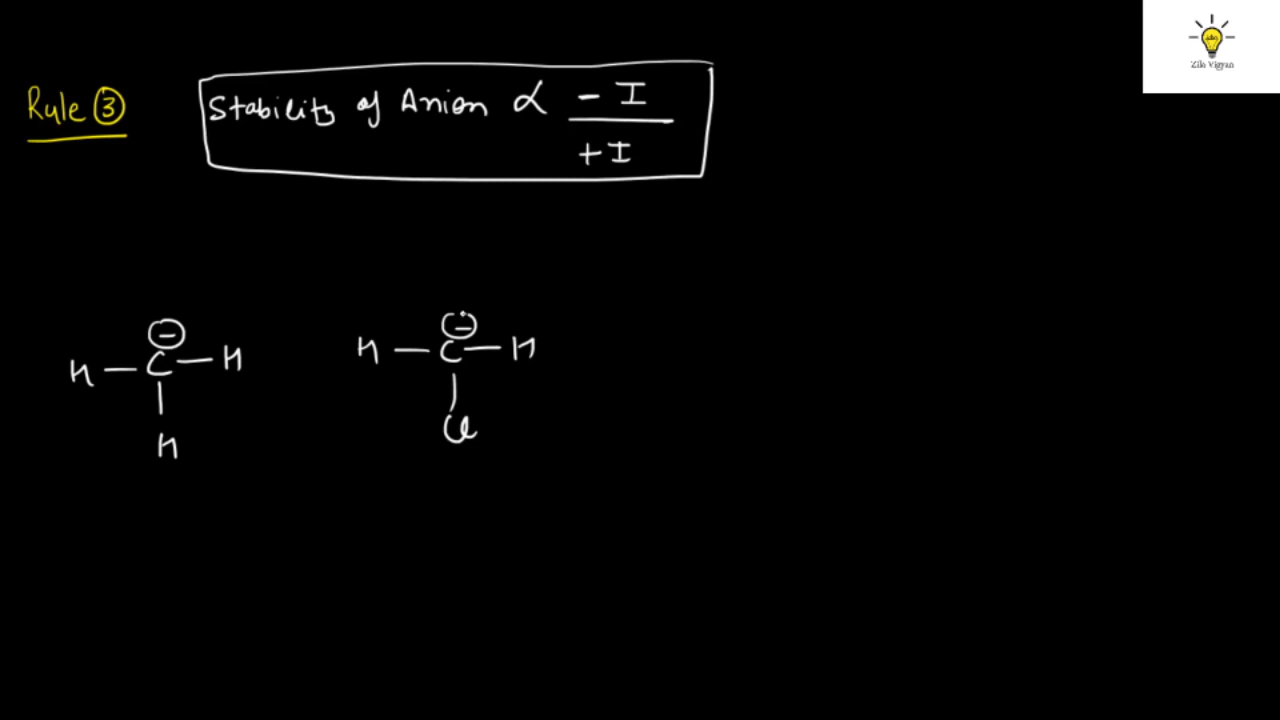 Rule ③
Stability of Anion ∝ - I
+ I
Zila Vigyan
⊖ ⊖
H — C — H H — C — H
| |
H Cl